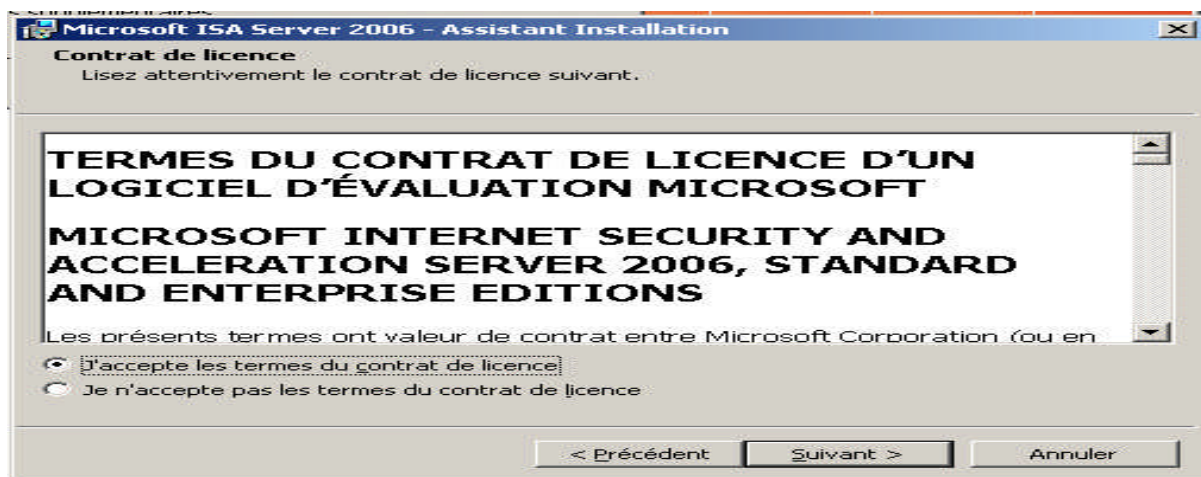 supplémentaires
Microsoft ISA Server 2006 - Assistant Installation
Contrat de licence
Lisez attentivement le contrat de licence suivant.
TERMES DU CONTRAT DE LICENCE D'UN
LOGICIEL D'ÉVALUATION MICROSOFT
MICROSOFT INTERNET SECURITY AND
ACCELERATION SERVER 2006, STANDARD
AND ENTERPRISE EDITIONS
Les présents termes ont valeur de contrat entre Microsoft Corporation (ou en
J'accepte les termes du contrat de licence
Je n'accepte pas les termes du contrat de licence
< Précédent Suivant > Annuler